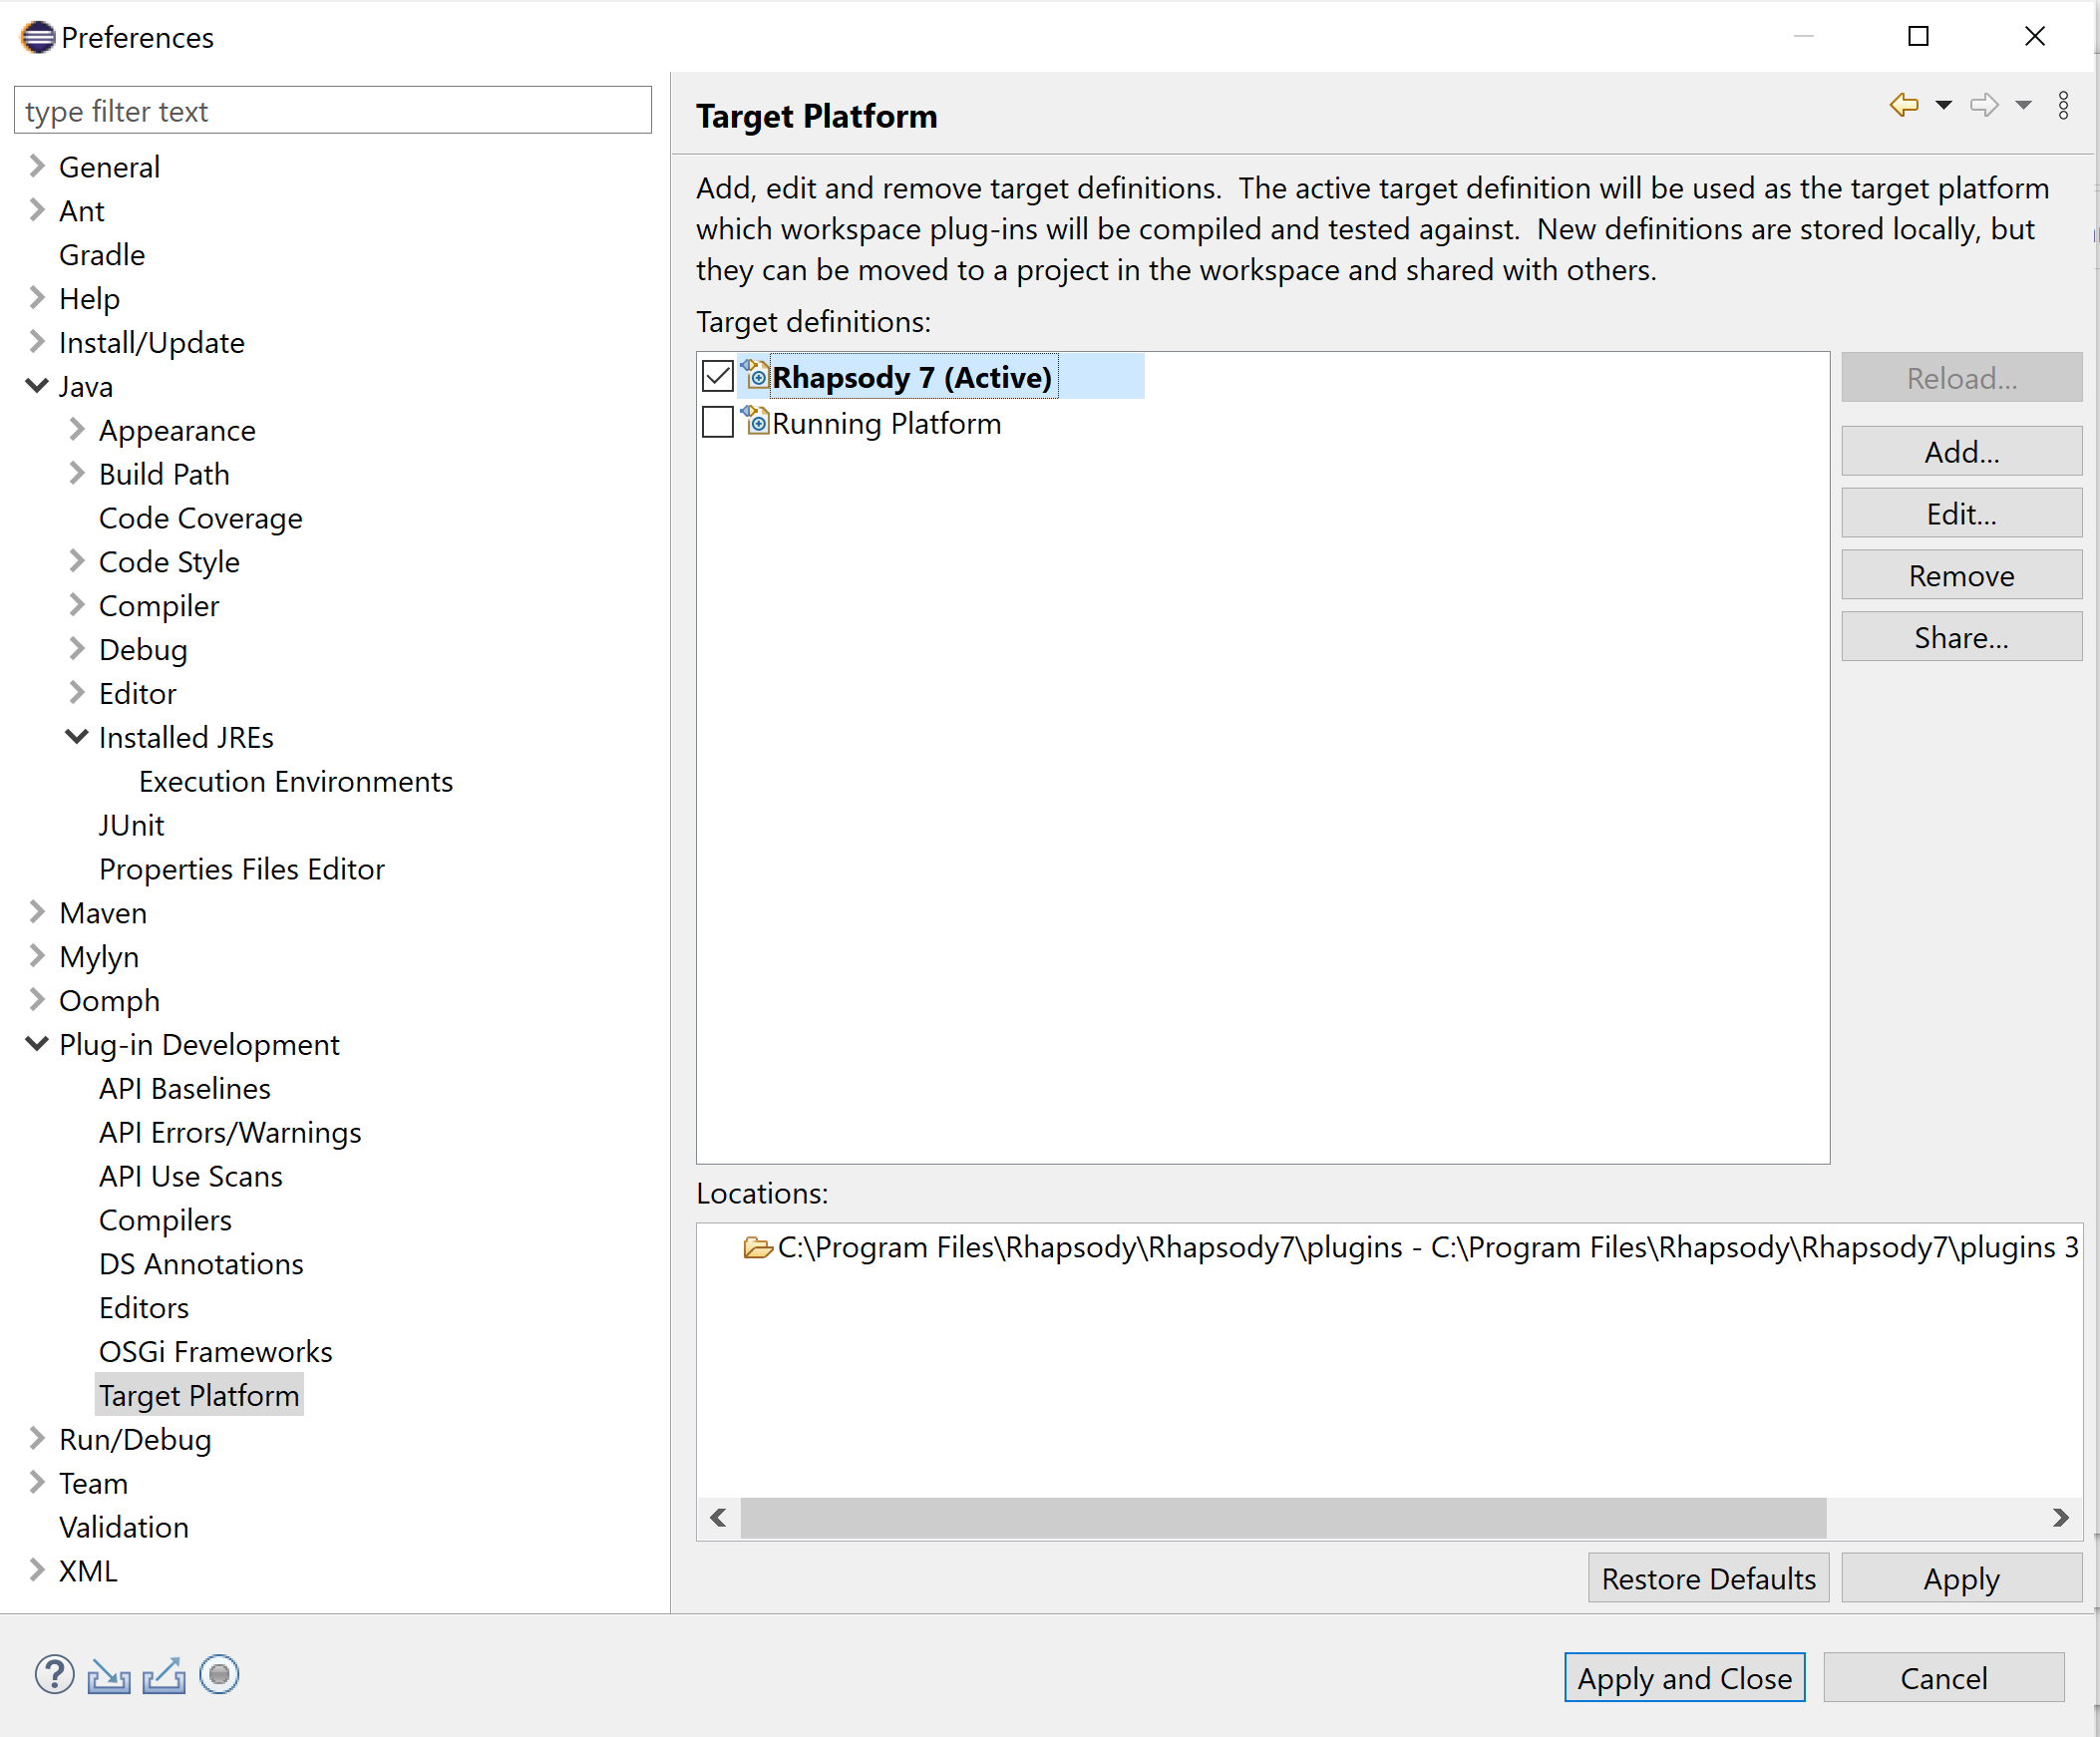 Preferences
type filter text
General
Ant
Gradle
Help
Install/Update
Java
Appearance
Build Path
Code Coverage
Code Style
Compiler
Debug
Editor
Installed JREs
Execution Environments
JUnit
Properties Files Editor
Maven
Mylyn
Oomph
Plug-in Development
API Baselines
API Errors/Warnings
API Use Scans
Compilers
DS Annotations
Editors
OSGi Frameworks
Target Platform
Run/Debug
Team
Validation
XML
Target Platform
Add, edit and remove target definitions.  The active target definition will be used as the target platform
which workspace plug-ins will be compiled and tested against.  New definitions are stored locally, but
they can be moved to a project in the workspace and shared with others.
Target definitions:
Rhapsody 7 (Active)
Running Platform
Reload...
Add...
Edit...
Remove
Share...
Locations:
C:\Program Files\Rhapsody\Rhapsody7\plugins - C:\Program Files\Rhapsody\Rhapsody7\plugins 3
Restore Defaults
Apply
Apply and Close
Cancel